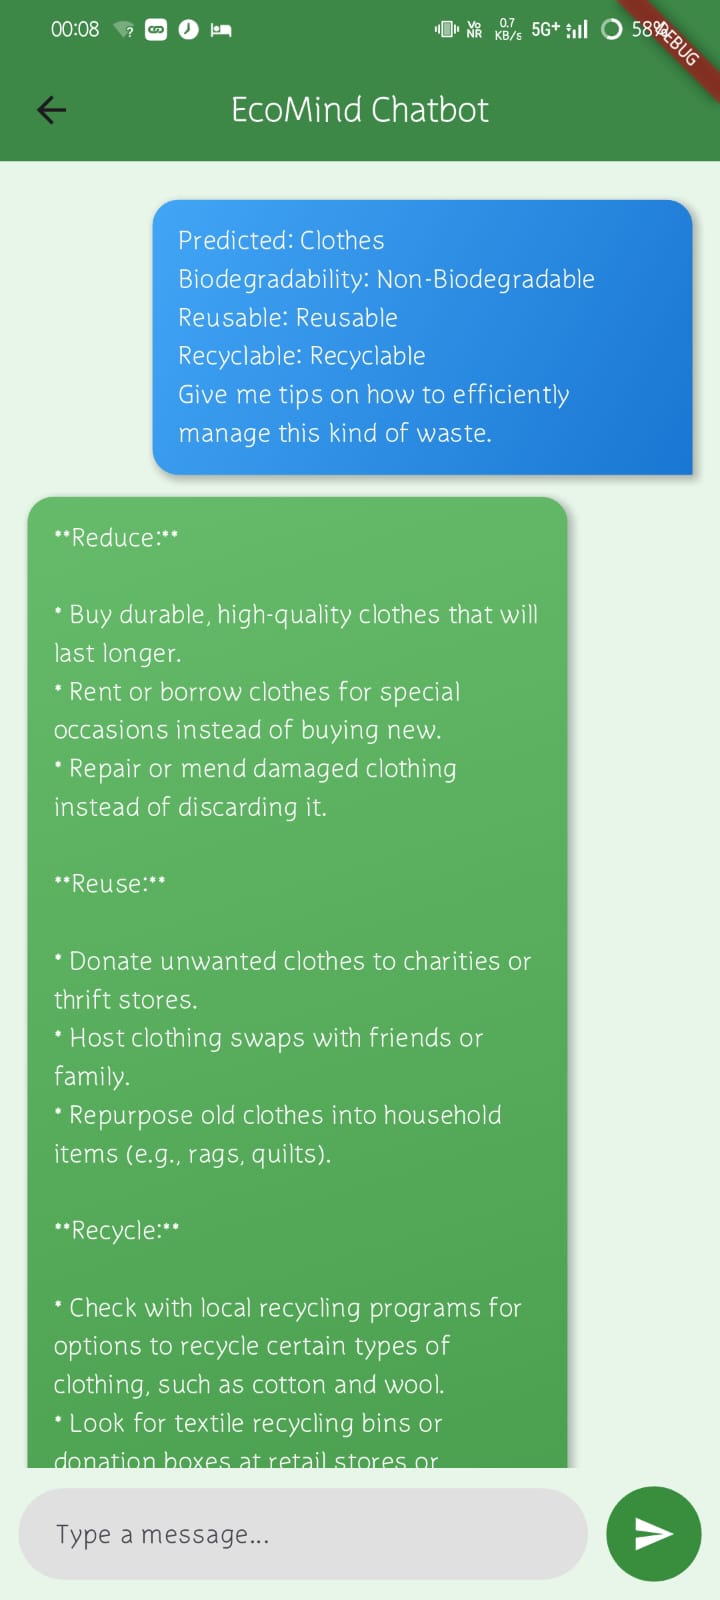 00:08
?
Vo
NR
0.7
KB/s
5G+
58%
DEBUG
EcoMind Chatbot
Predicted: Clothes
Biodegradability: Non-Biodegradable
Reusable: Reusable
Recyclable: Recyclable
Give me tips on how to efficiently
manage this kind of waste.
**Reduce:**
* Buy durable, high-quality clothes that will
last longer.
* Rent or borrow clothes for special
occasions instead of buying new.
* Repair or mend damaged clothing
instead of discarding it.
**Reuse:**
* Donate unwanted clothes to charities or
thrift stores.
* Host clothing swaps with friends or
family.
* Repurpose old clothes into household
items (e.g., rags, quilts).
**Recycle:**
* Check with local recycling programs for
options to recycle certain types of
clothing, such as cotton and wool.
* Look for textile recycling bins or
donation boxes at retail stores or
Type a message...